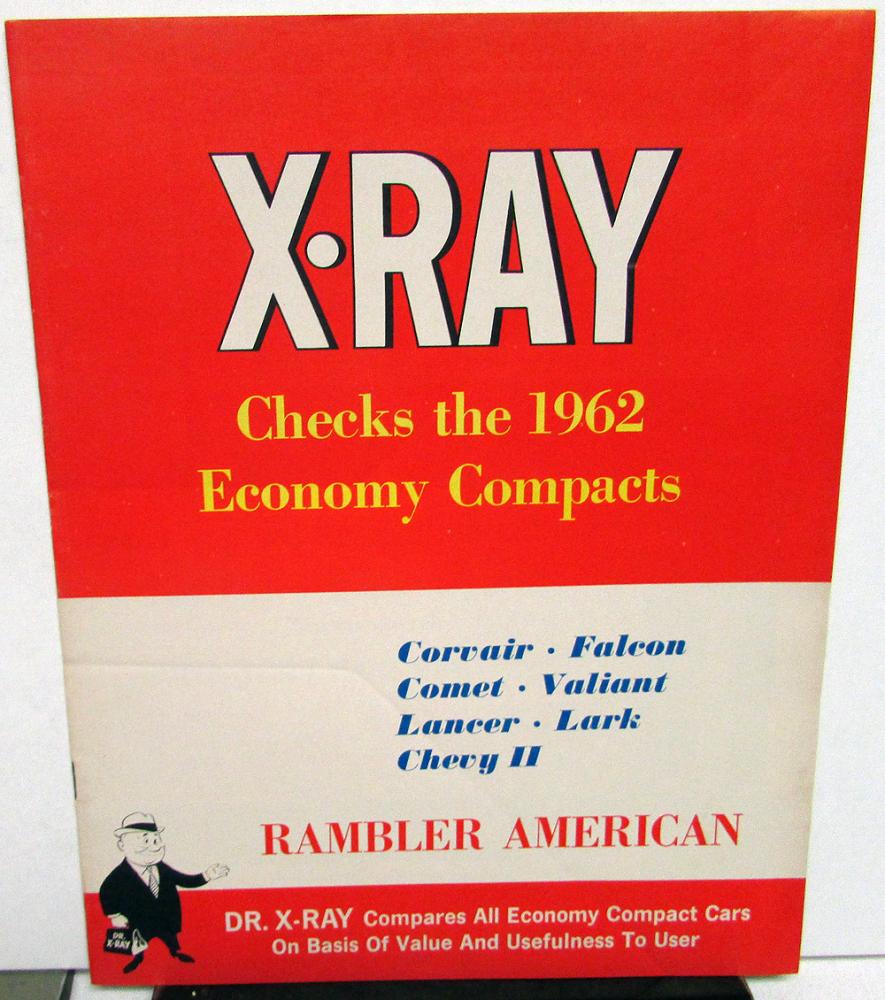 X·RAY
Checks the 1962
Economy Compacts
Corvair · Falcon
Comet · Valiant
Lancer · Lark
Chevy II
RAMBLER AMERICAN
DR. X-RAY Compares All Economy Compact Cars
On Basis Of Value And Usefulness To User
DR.
X-RAY